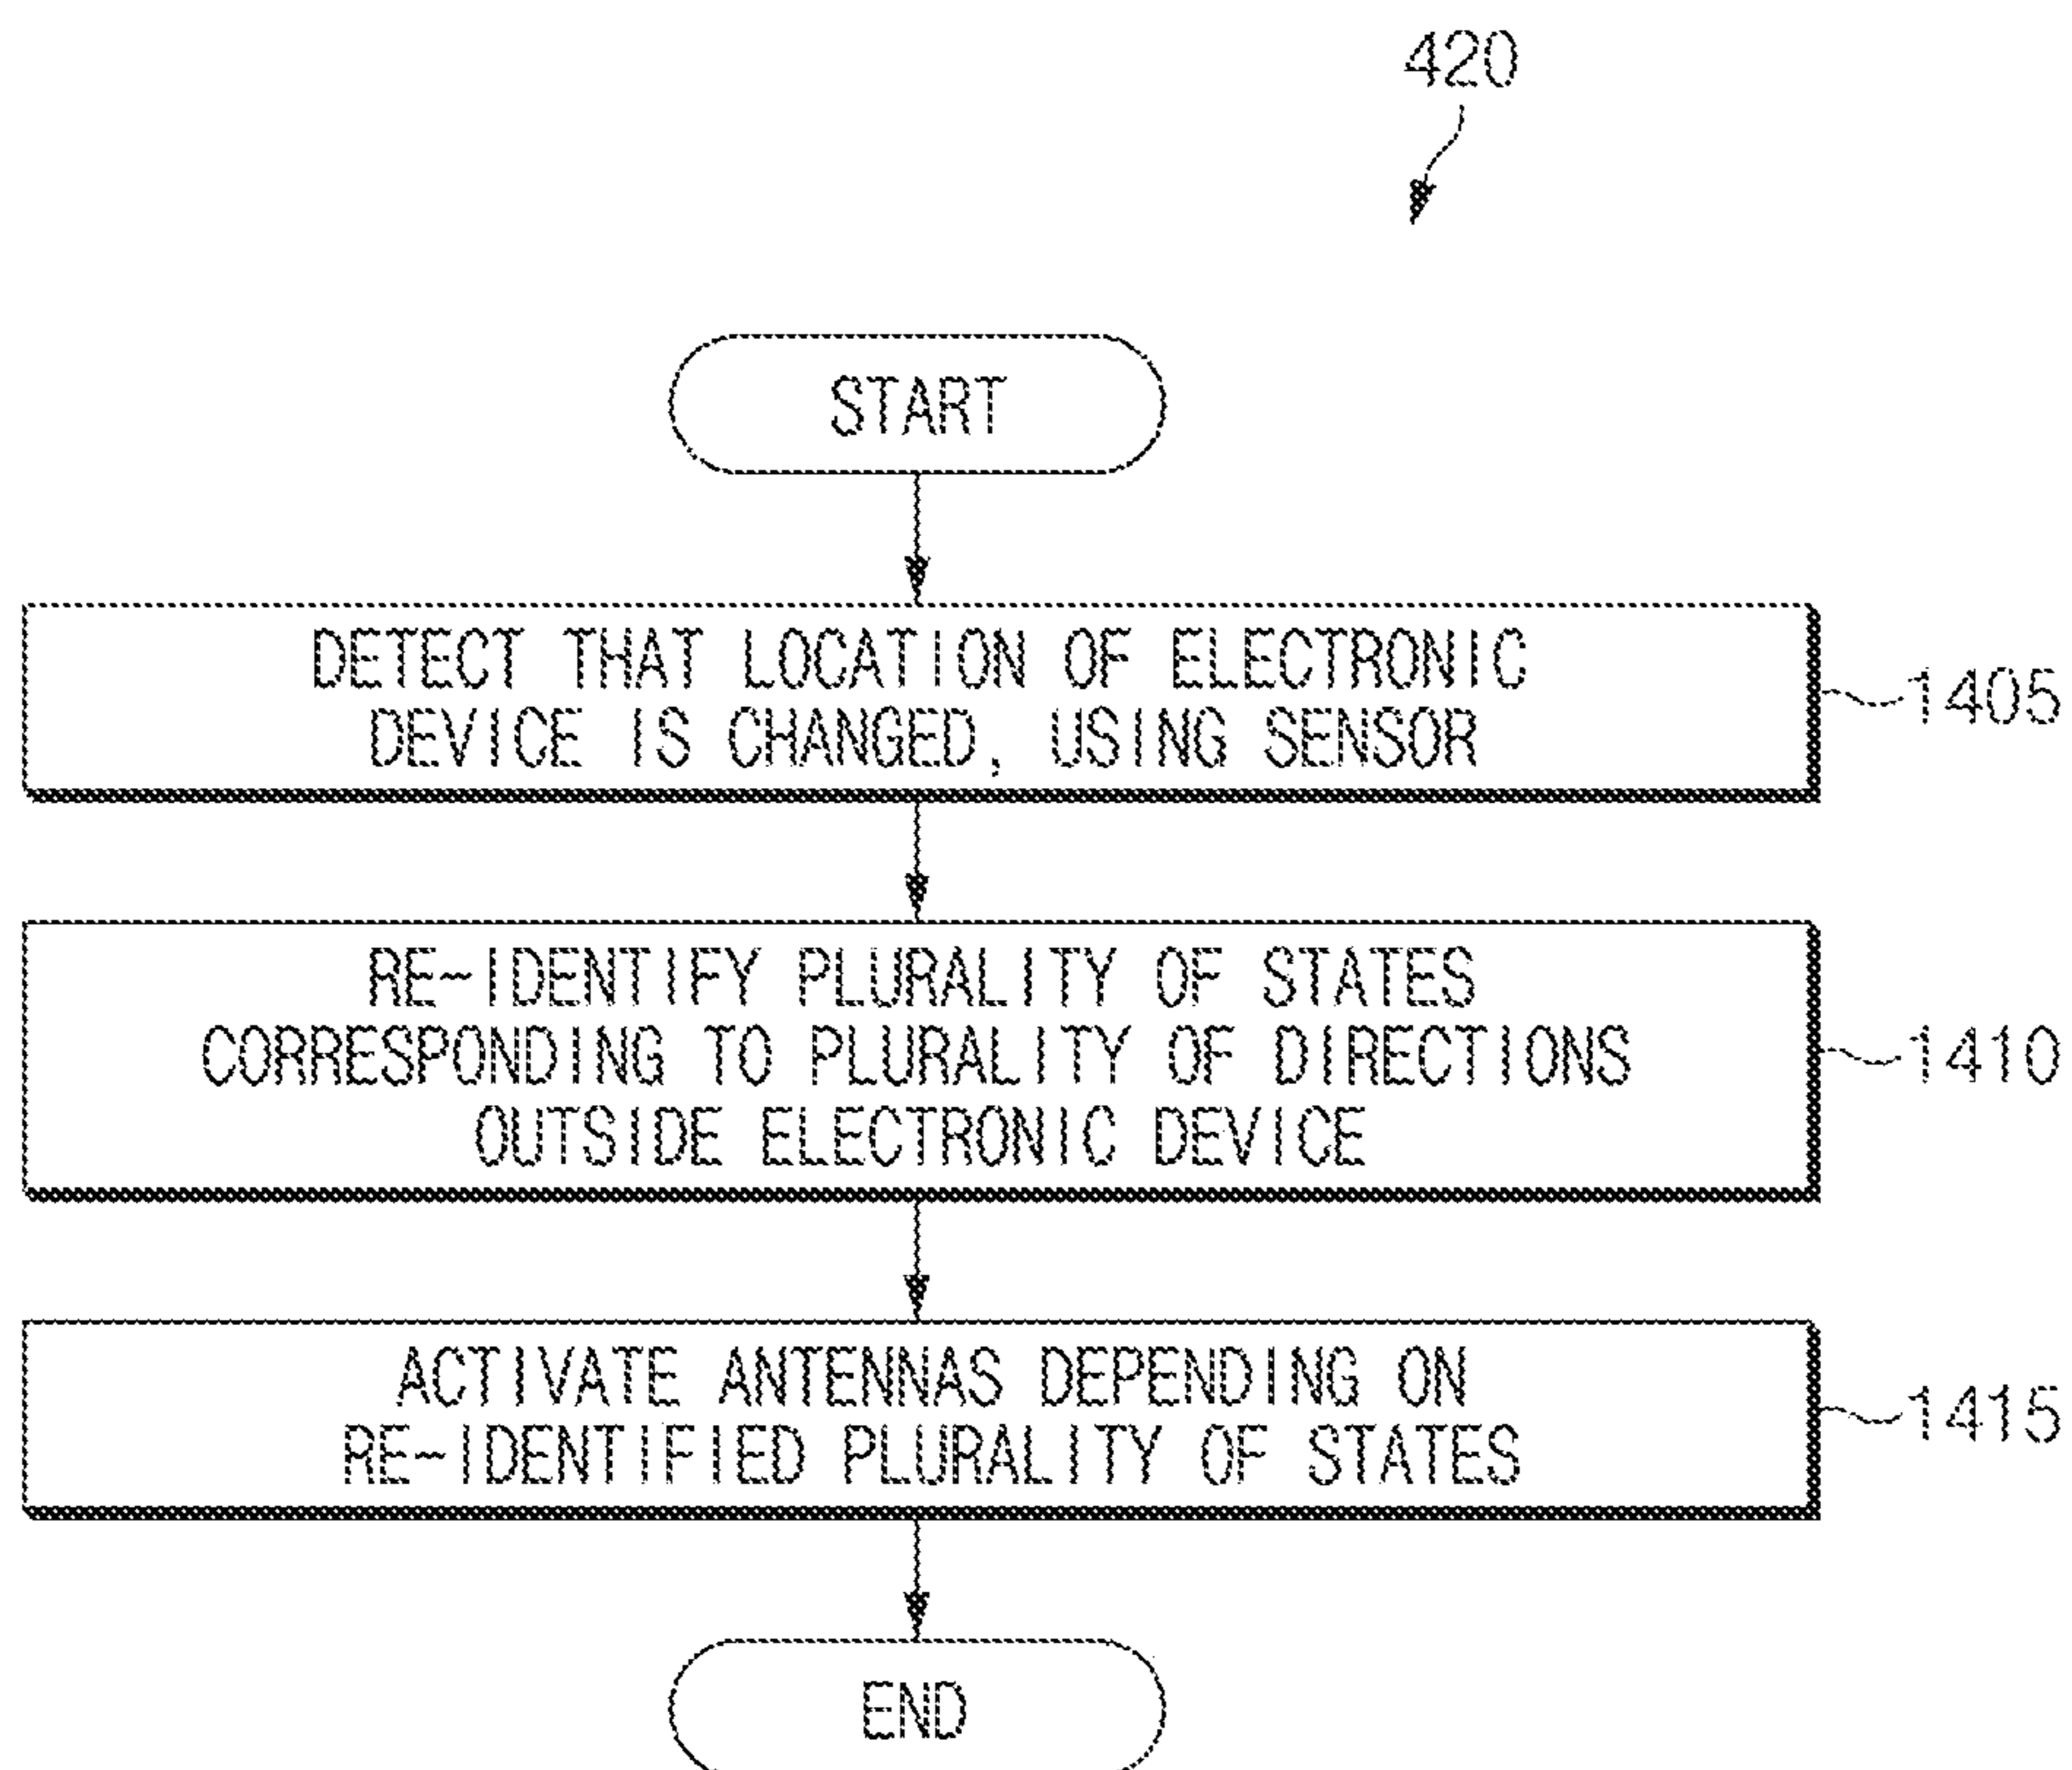 420
START
DETECT THAT LOCATION OF ELECTRONIC
DEVICE IS CHANGED, USING SENSOR
1405
RE-IDENTIFY PLURALITY OF STATES
CORRESPONDING TO PLURALITY OF DIRECTIONS
OUTSIDE ELECTRONIC DEVICE
1410
ACTIVATE ANTENNAS DEPENDING ON
RE-IDENTIFIED PLURALITY OF STATES
1415
END